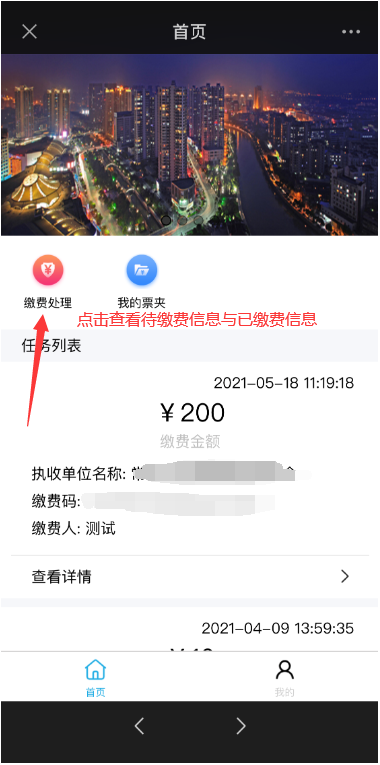 首页
缴费处理
我的票夹
点击查看待缴费信息与已缴费信息
任务列表
2021-05-18 11:19:18
￥200
缴费金额
执收单位名称:
缴费码:
缴费人: 测试
查看详情
2021-04-09 13:59:35
首页
我的